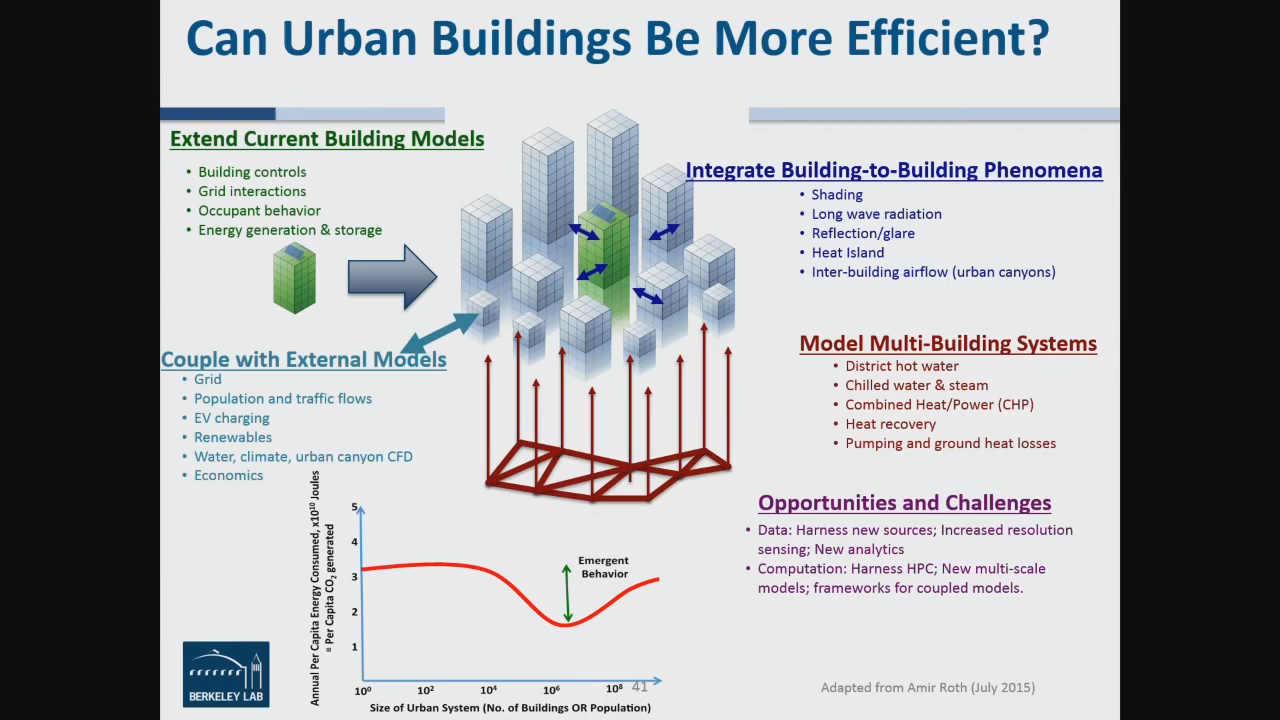 Can Urban Buildings Be More Efficient?
Extend Current Building Models
• Building controls
• Grid interactions
• Occupant behavior
• Energy generation & storage
Integrate Building-to-Building Phenomena
• Shading
• Long wave radiation
• Reflection/glare
• Heat Island
• Inter-building airflow (urban canyons)
Couple with External Models
• Grid
• Population and traffic flows
• EV charging
• Renewables
• Water, climate, urban canyon CFD
• Economics
Model Multi-Building Systems
• District hot water
• Chilled water & steam
• Combined Heat/Power (CHP)
• Heat recovery
• Pumping and ground heat losses
Opportunities and Challenges
• Data: Harness new sources; Increased resolution
sensing; New analytics
• Computation: Harness HPC; New multi-scale
models; frameworks for coupled models.
Annual Per Capita Energy Consumed, x10¹⁰ Joules
= Per Capita CO₂ generated
5
4
3
2
1
Emergent
Behavior
10⁰ 10² 10⁴ 10⁶ 10⁸
Size of Urban System (No. of Buildings OR Population)
BERKELEY LAB
41
Adapted from Amir Roth (July 2015)